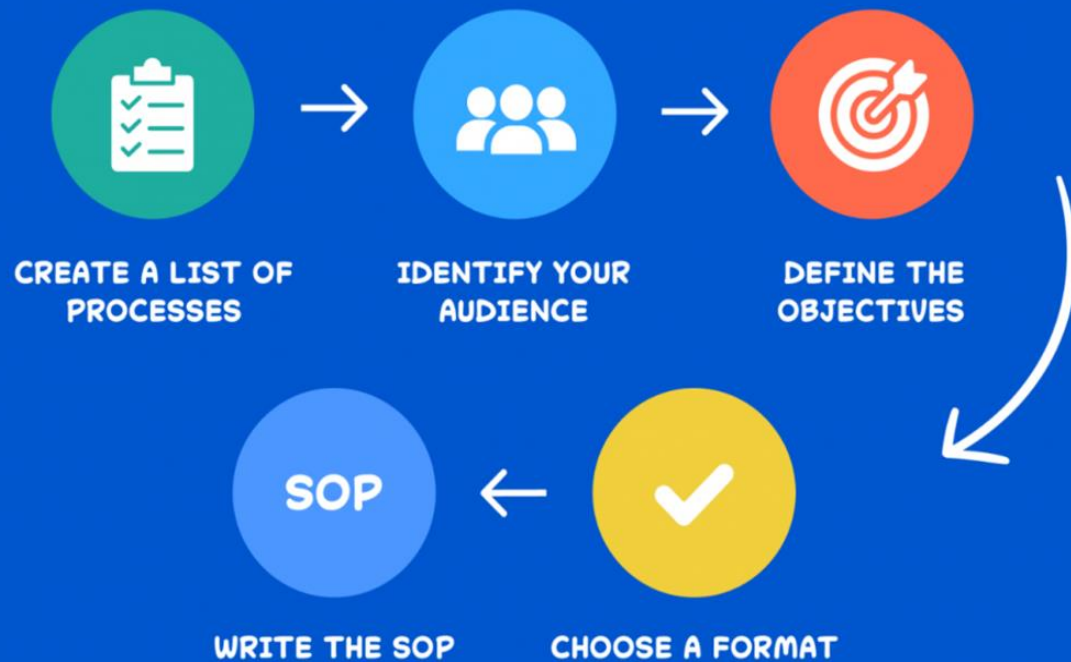 CREATE A LIST OF
PROCESSES
IDENTIFY YOUR
AUDIENCE
DEFINE THE
OBJECTIVES
SOP
WRITE THE SOP
CHOOSE A FORMAT